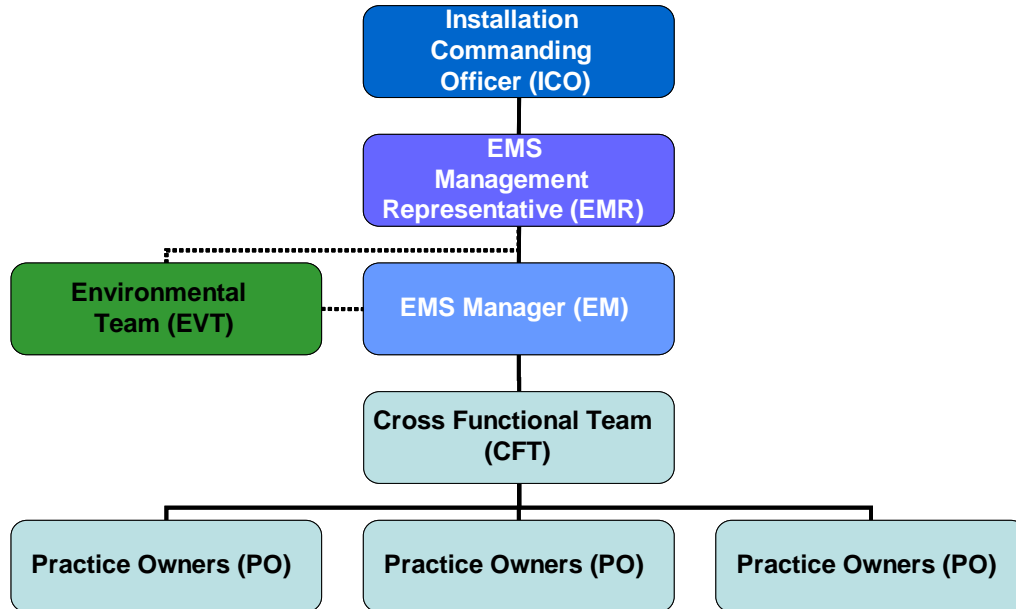 Installation
Commanding
Officer (ICO)
EMS
Management
Representative (EMR)
Environmental
Team (EVT)
EMS Manager (EM)
Cross Functional Team
(CFT)
Practice Owners (PO)
Practice Owners (PO)
Practice Owners (PO)